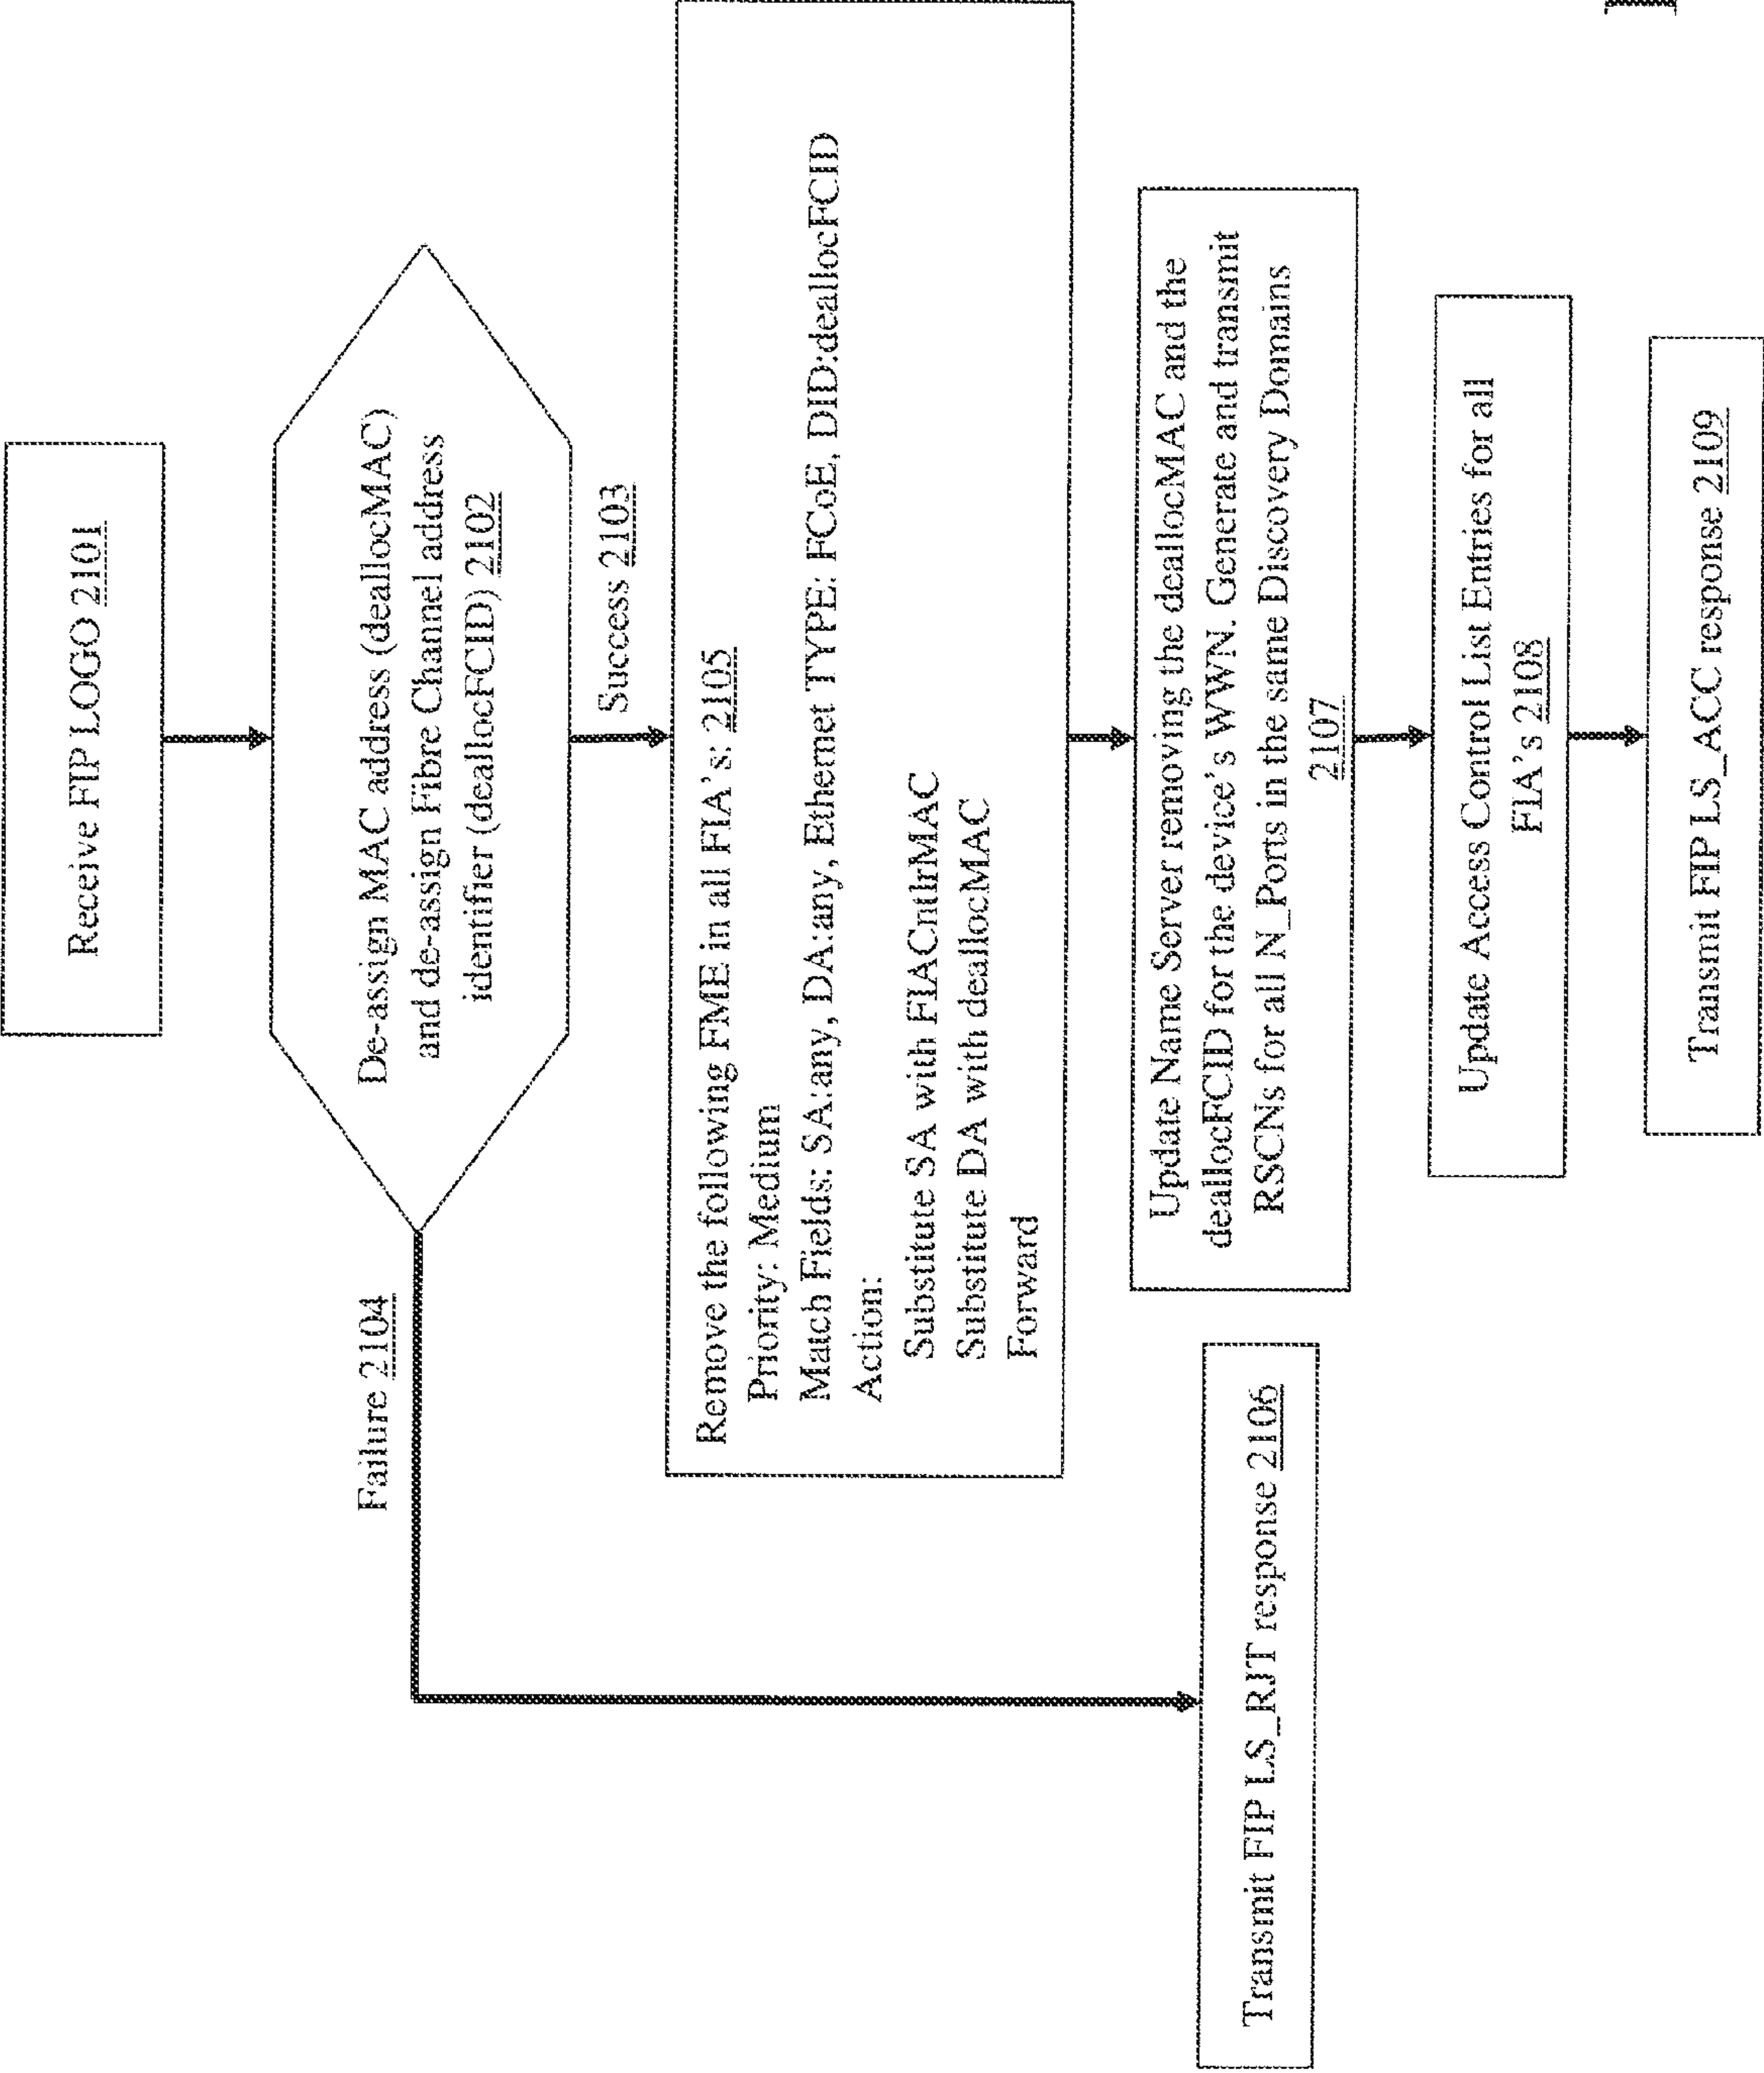 Receive FIP LOGO 2101
De-assign MAC address (deallocMAC)
and de-assign Fibre Channel address
identifier (deallocFCID) 2102
Success 2103
Failure 2104
Remove the following FME in all FIA's: 2105
Priority: Medium
Match Fields: SA:any, DA:any, Ethernet TYPE: FCoE, DID:deallocFCID
Action:
Substitute SA with FIACntlrMAC
Substitute DA with deallocMAC
Forward
Transmit FIP LS_RJT response 2106
Update Name Server removing the deallocMAC and the
deallocFCID for the device's WWN. Generate and transmit
RSCNs for all N_Ports in the same Discovery Domains
2107
Update Access Control List Entries for all
FIA's 2108
Transmit FIP LS_ACC response 2109